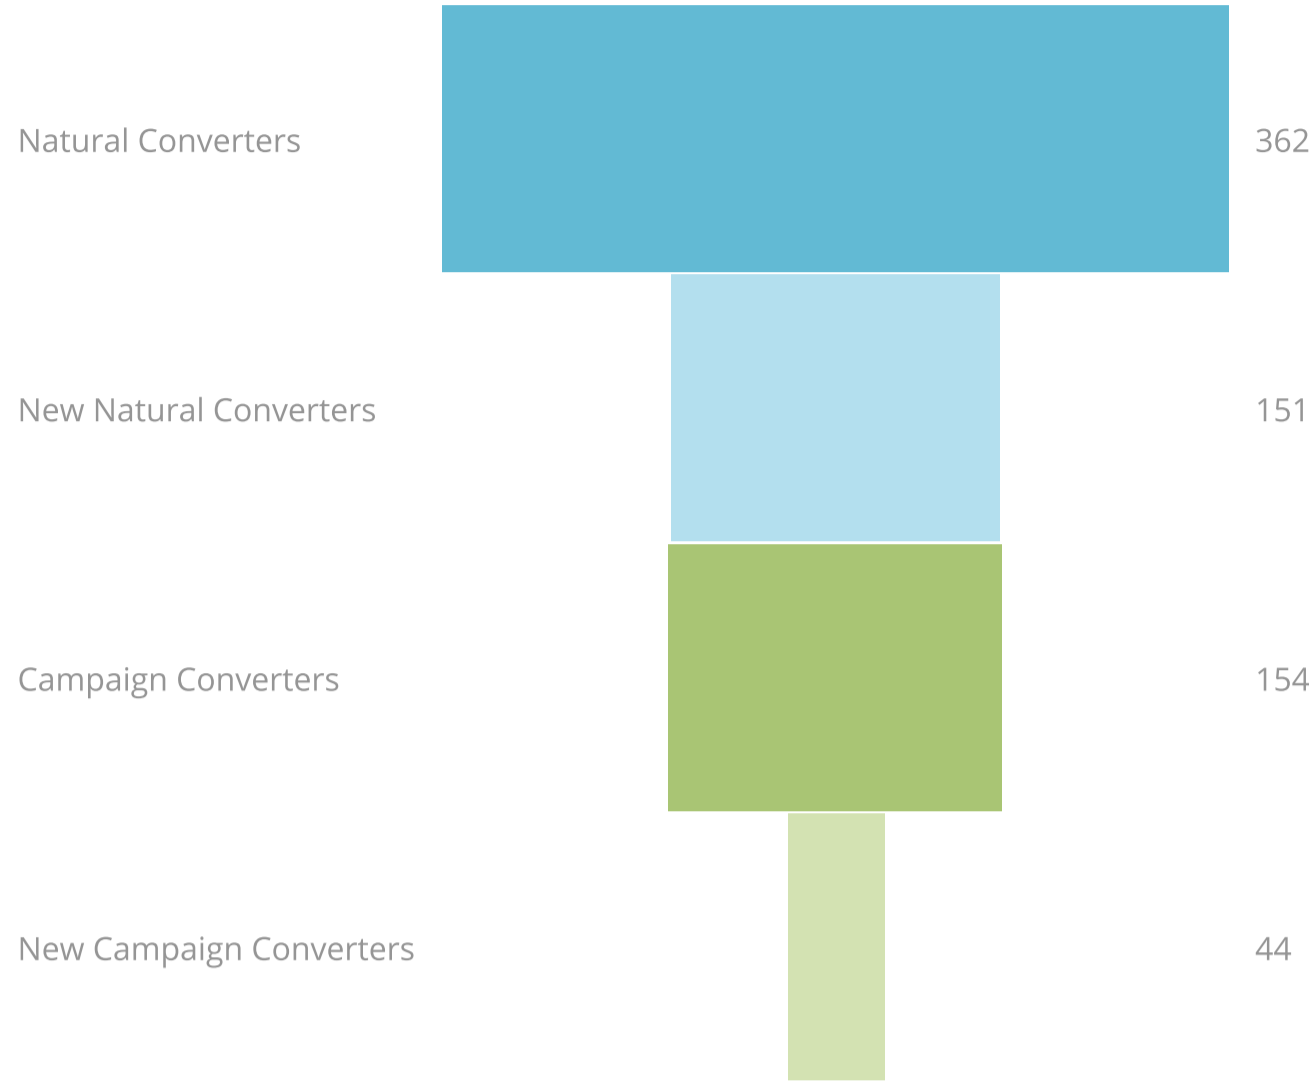 Natural Converters 362
New Natural Converters 151
Campaign Converters 154
New Campaign Converters 44